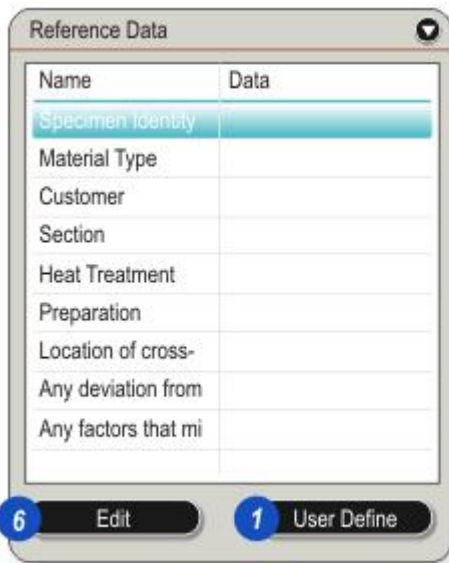 Reference Data
Name Data
Specimen Identity
Material Type
Customer
Section
Heat Treatment
Preparation
Location of cross-
Any deviation from
Any factors that mi
6 Edit 1 User Define